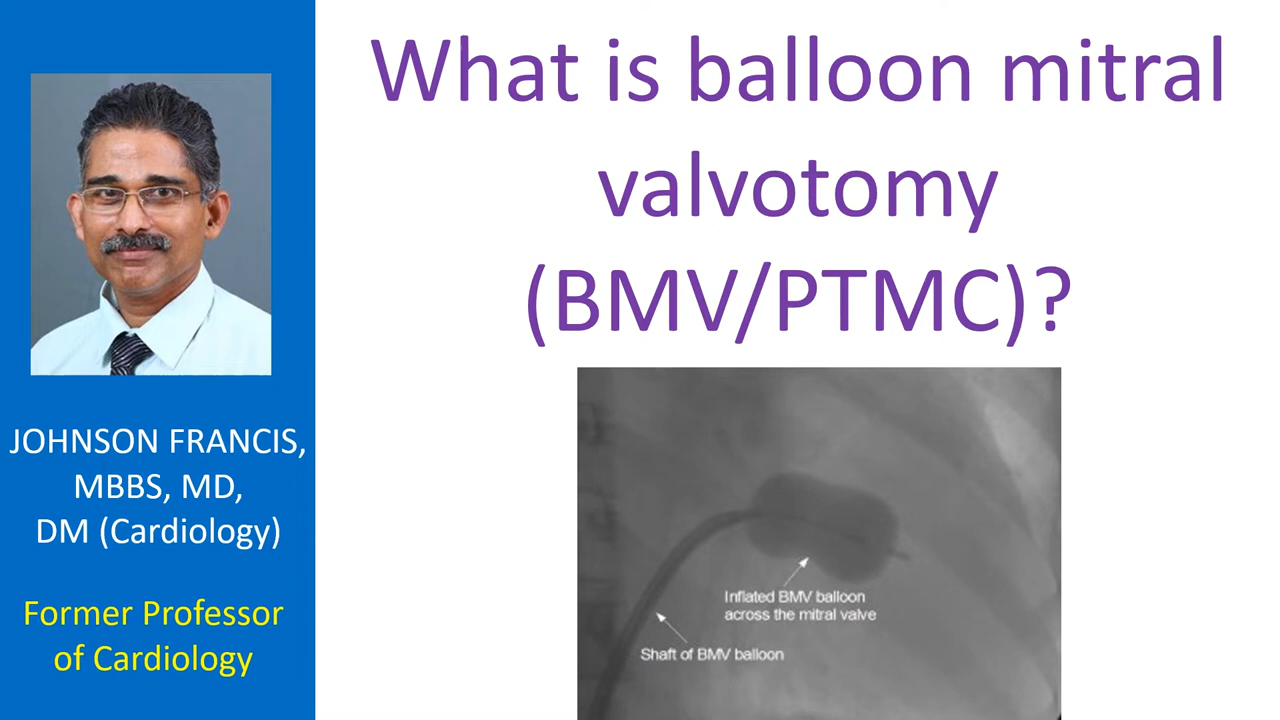 What is balloon mitral
valvotomy
(BMV/PTMC)?
JOHNSON FRANCIS,
MBBS, MD,
DM (Cardiology)
Former Professor
of Cardiology
Inflated BMV balloon
across the mitral valve
Shaft of BMV balloon